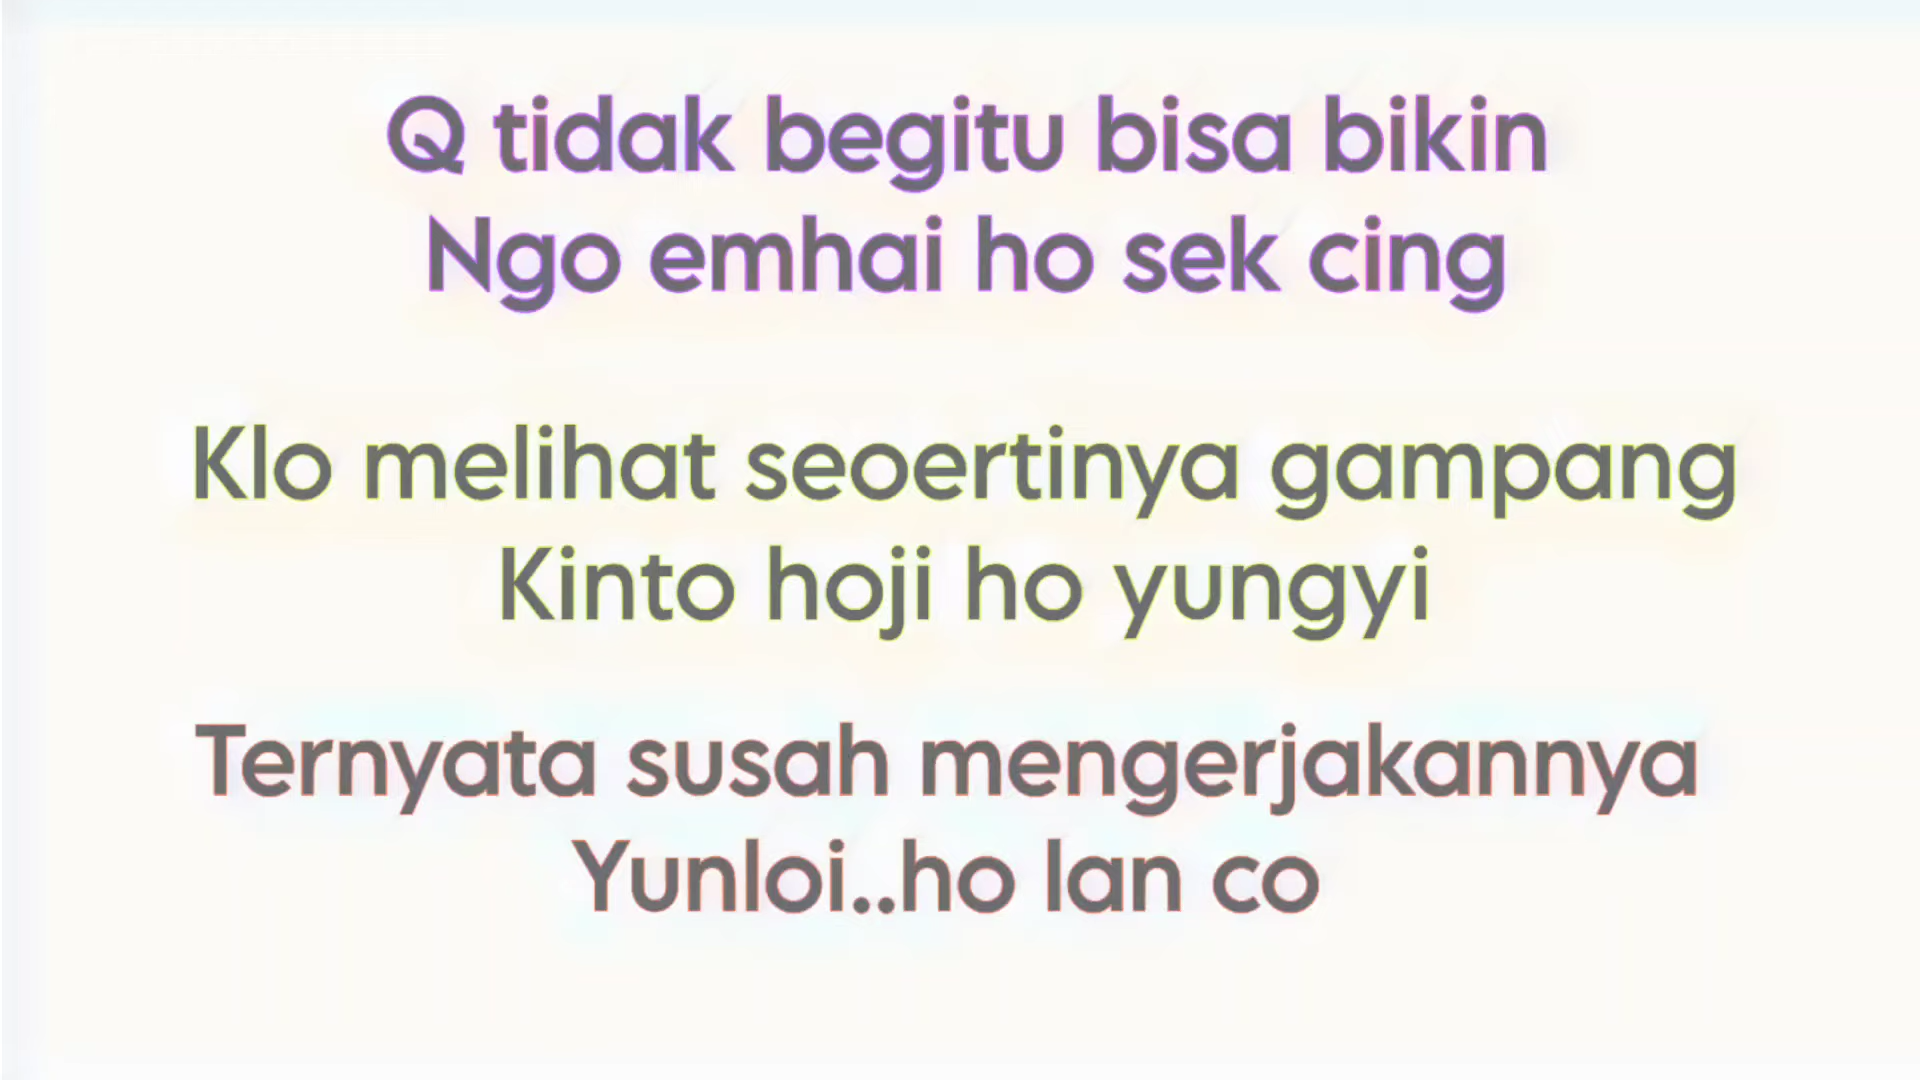 Q tidak begitu bisa bikin
Ngo emhai ho sek cing
Klo melihat seoertinya gampang
Kinto hoji ho yungyi
Ternyata susah mengerjakannya
Yunloi..ho lan co